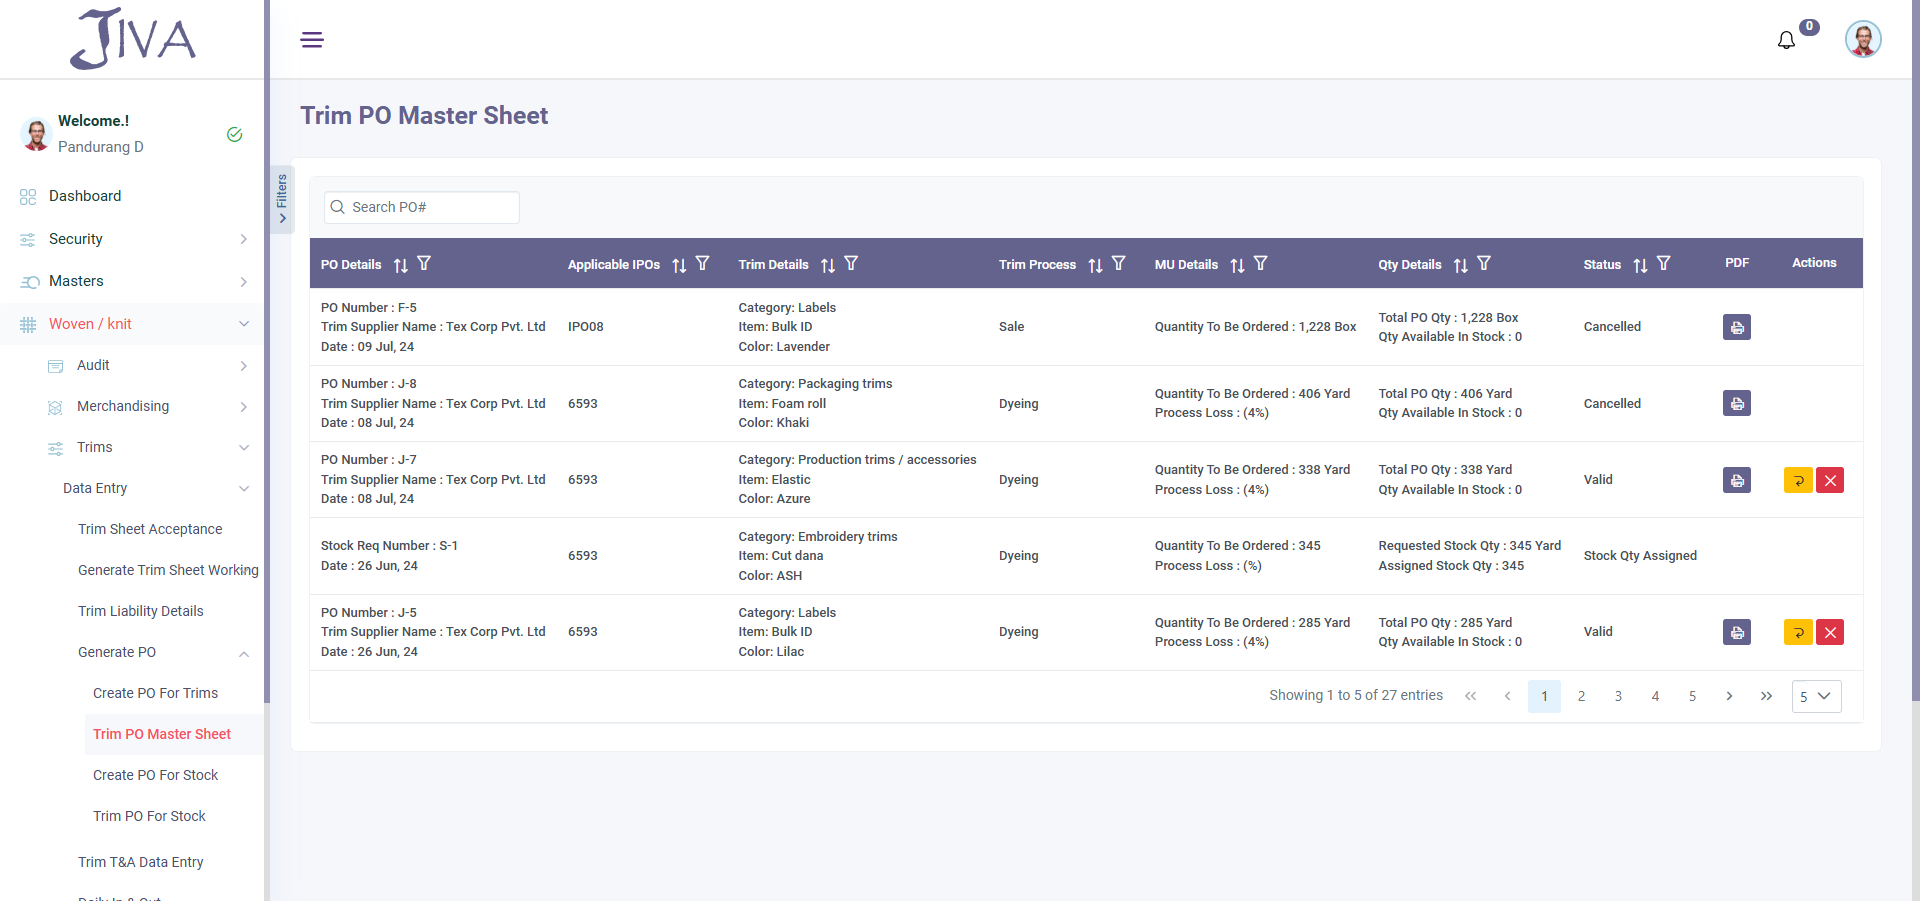 JIVA
0
Welcome.!
Pandurang D
Dashboard
Security
Masters
Woven / knit
Audit
Merchandising
Trims
Data Entry
Trim Sheet Acceptance
Generate Trim Sheet Working
Trim Liability Details
Generate PO
Create PO For Trims
Trim PO Master Sheet
Create PO For Stock
Trim PO For Stock
Trim T&A Data Entry
Daily In & Out
Filters
Trim PO Master Sheet
Search PO#
PO Details Applicable IPOs Trim Details Trim Process MU Details Qty Details Status PDF Actions
PO Number : F-5
Trim Supplier Name : Tex Corp Pvt. Ltd
Date : 09 Jul, 24
IPO08
Category: Labels
Item: Bulk ID
Color: Lavender
Sale
Quantity To Be Ordered : 1,228 Box
Total PO Qty : 1,228 Box
Qty Available In Stock : 0
Cancelled
PO Number : J-8
Trim Supplier Name : Tex Corp Pvt. Ltd
Date : 08 Jul, 24
6593
Category: Packaging trims
Item: Foam roll
Color: Khaki
Dyeing
Quantity To Be Ordered : 406 Yard
Process Loss : (4%)
Total PO Qty : 406 Yard
Qty Available In Stock : 0
Cancelled
PO Number : J-7
Trim Supplier Name : Tex Corp Pvt. Ltd
Date : 08 Jul, 24
6593
Category: Production trims / accessories
Item: Elastic
Color: Azure
Dyeing
Quantity To Be Ordered : 338 Yard
Process Loss : (4%)
Total PO Qty : 338 Yard
Qty Available In Stock : 0
Valid
Stock Req Number : S-1
Date : 26 Jun, 24
6593
Category: Embroidery trims
Item: Cut dana
Color: ASH
Dyeing
Quantity To Be Ordered : 345
Process Loss : (%)
Requested Stock Qty : 345 Yard
Assigned Stock Qty : 345
Stock Qty Assigned
PO Number : J-5
Trim Supplier Name : Tex Corp Pvt. Ltd
Date : 26 Jun, 24
6593
Category: Labels
Item: Bulk ID
Color: Lilac
Dyeing
Quantity To Be Ordered : 285 Yard
Process Loss : (4%)
Total PO Qty : 285 Yard
Qty Available In Stock : 0
Valid
Showing 1 to 5 of 27 entries
1 2 3 4 5
5